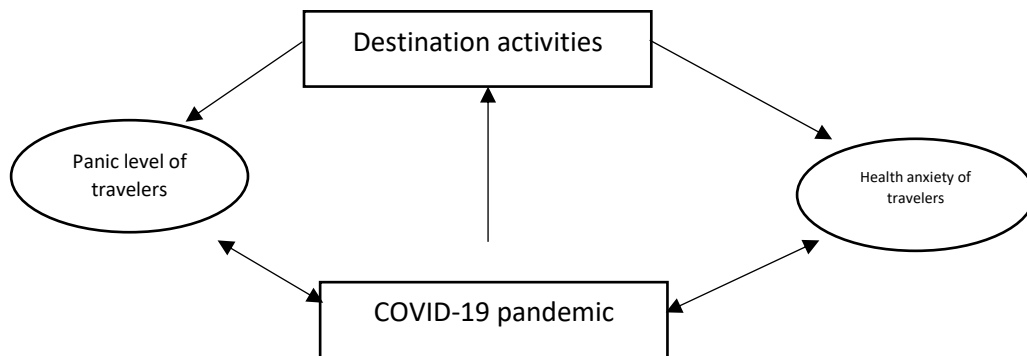 Destination activities
Panic level of
travelers
Health anxiety of
travelers
COVID-19 pandemic